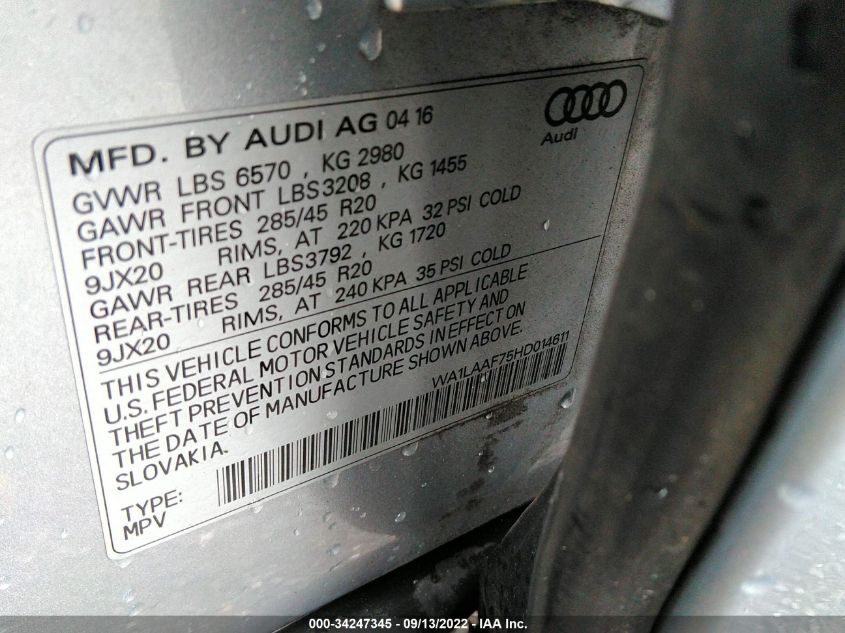 MFD. BY AUDI AG 04 16
Audi
GVWR LBS 6570 , KG 2980
GAWR FRONT LBS3208 , KG 1455
FRONT-TIRES 285/45 R20
9JX20 RIMS, AT 220 KPA 32 PSI COLD
GAWR REAR LBS3792 , KG 1720
REAR-TIRES 285/45 R20
9JX20 RIMS, AT 240 KPA 35 PSI COLD
THIS VEHICLE CONFORMS TO ALL APPLICABLE
U.S. FEDERAL MOTOR VEHICLE SAFETY AND
THEFT PREVENTION STANDARDS IN EFFECT ON
THE DATE OF MANUFACTURE SHOWN ABOVE.
SLOVAKIA.
WA1LAAF75HD014611
TYPE:
MPV
000-34247345 - 09/13/2022 - IAA Inc.